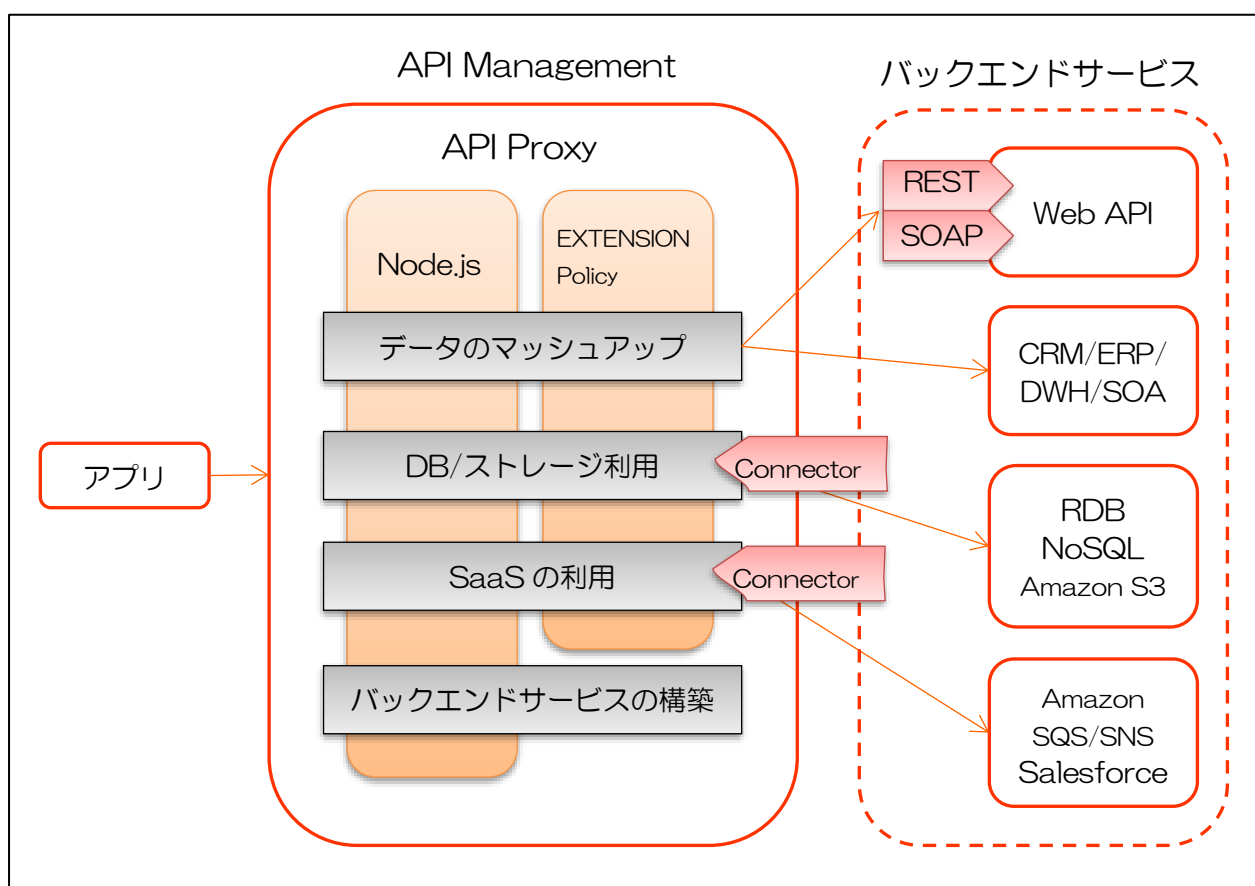 API Management
バックエンドサービス
API Proxy
Node.js
EXTENSION
Policy
REST
SOAP
Web API
データのマッシュアップ
CRM/ERP/
DWH/SOA
アプリ
DB/ストレージ利用
Connector
RDB
NoSQL
Amazon S3
SaaS の利用
Connector
バックエンドサービスの構築
Amazon
SQS/SNS
Salesforce